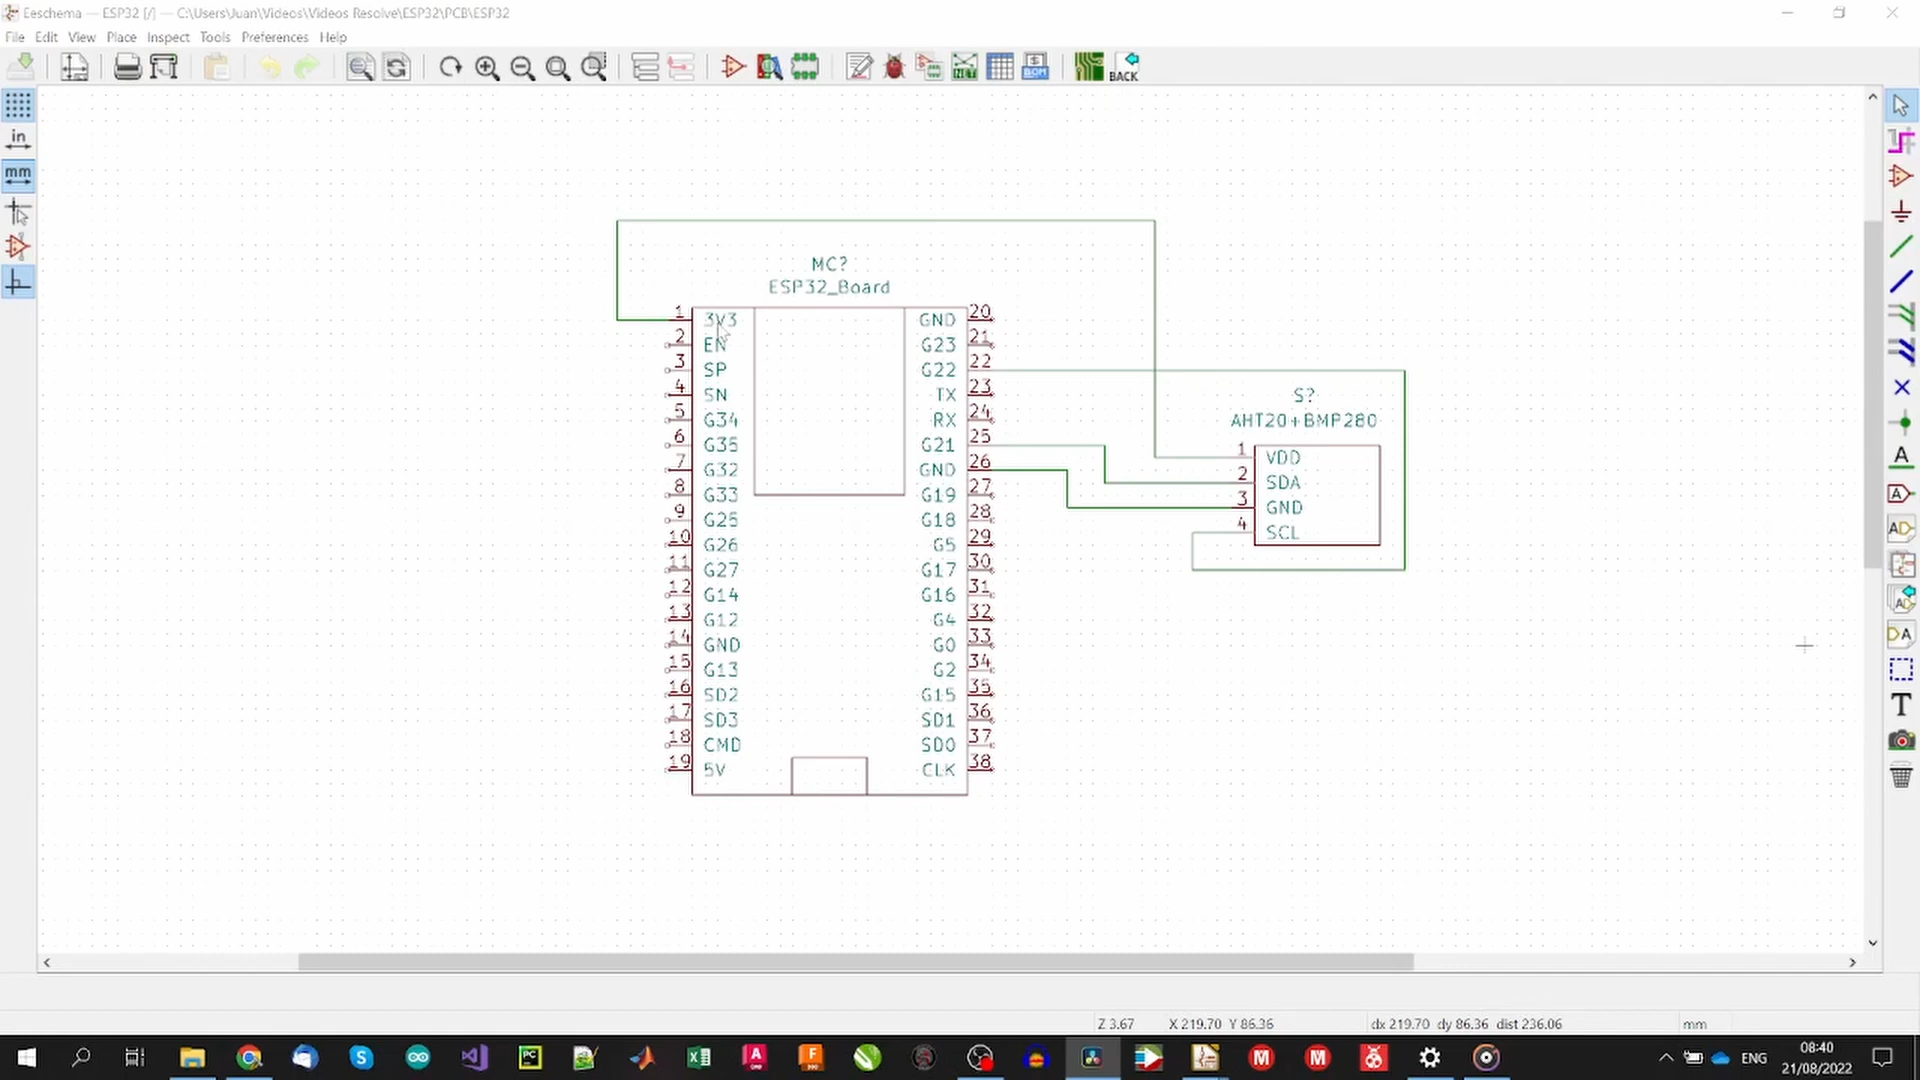 Eeschema — ESP32 [/] — C:\Users\Juan\Videos\Videos Resolve\ESP32\PCB\ESP32
File Edit View Place Inspect Tools Preferences Help
BOM
BACK
in
mm
MC?
ESP32_Board
1 3V3 GND 20
2 EN G23 21
3 SP G22 22
4 SN TX 23
5 G34 RX 24
6 G35 G21 25
7 G32 GND 26
8 G33 G19 27
9 G25 G18 28
10 G26 G5 29
11 G27 G17 30
12 G14 G16 31
13 G12 G4 32
14 GND G0 33
15 G13 G2 34
16 SD2 G15 35
17 SD3 SD1 36
18 CMD SD0 37
19 5V CLK 38
S?
AHT20+BMP280
1 VDD
2 SDA
3 GND
4 SCL
A
A
AD
AD
DA
T
Z 3.67 X 219.70 Y 86.36 dx 219.70 dy 86.36 dist 236.06 mm
ENG
08:40
21/08/2022